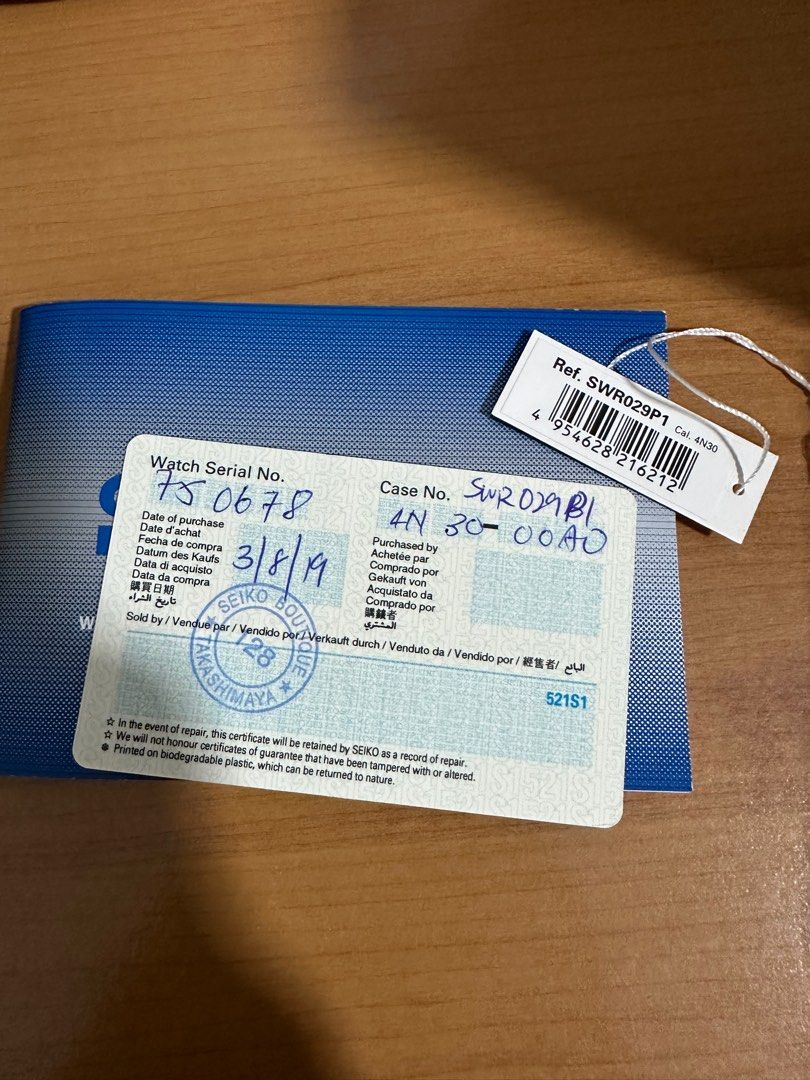 Ref. SWR029P1
Cal. 4N30
4 954628 216212
Watch Serial No.
750678
Case No.
SWR029P1
4N 30-00A0
Date of purchase
Date d'achat
Fecha de compra
Datum des Kaufs
Data di acquisto
Data da compra
購買日期
تاريخ الشراء
3/8/19
Purchased by
Achetée par
Comprado por
Gekauft von
Acquistato da
Comprado por
購錶者
المشتري
Sold by / Vendue par / Vendido por / Verkauft durch / Venduto da / Vendido por / 經售者/ البائع
SEIKO BOUTIQUE
728
TAKASHIMAYA ★
521S1
☆ In the event of repair, this certificate will be retained by SEIKO as a record of repair.
☆ We will not honour certificates of guarantee that have been tampered with or altered.
✽ Printed on biodegradable plastic, which can be returned to nature.